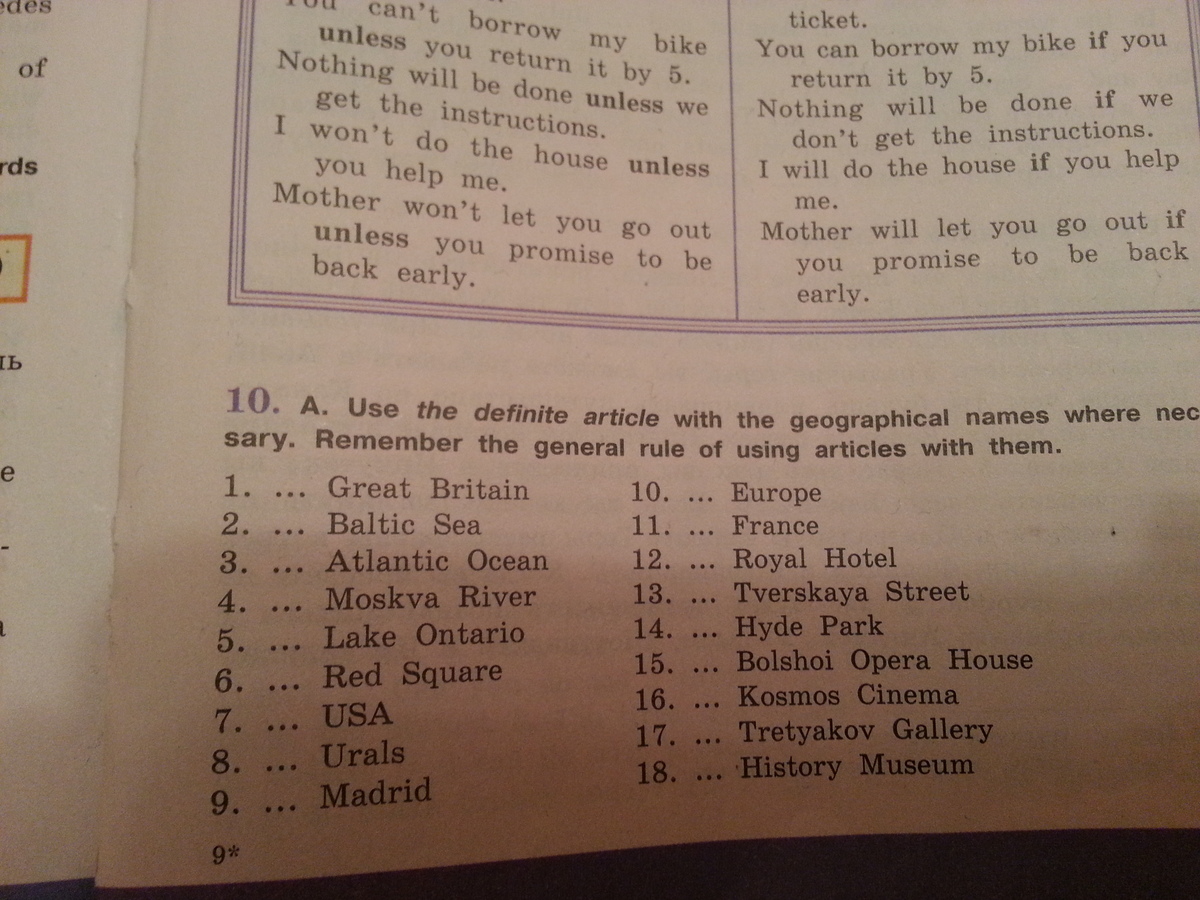 edes
of
rds
)
ль
e
-
a
You can't borrow my bike
unless you return it by 5.
Nothing will be done unless we
get the instructions.
I won't do the house unless
you help me.
Mother won't let you go out
unless you promise to be
back early.
ticket.
You can borrow my bike if you
return it by 5.
Nothing will be done if we
don't get the instructions.
I will do the house if you help
me.
Mother will let you go out if
you promise to be back
early.
10. A. Use the definite article with the geographical names where nec
sary. Remember the general rule of using articles with them.
1. ... Great Britain
2. ... Baltic Sea
3. ... Atlantic Ocean
4. ... Moskva River
5. ... Lake Ontario
6. ... Red Square
7. ... USA
8. ... Urals
9. ... Madrid
10. ... Europe
11. ... France
12. ... Royal Hotel
13. ... Tverskaya Street
14. ... Hyde Park
15. ... Bolshoi Opera House
16. ... Kosmos Cinema
17. ... Tretyakov Gallery
18. ... History Museum
9*